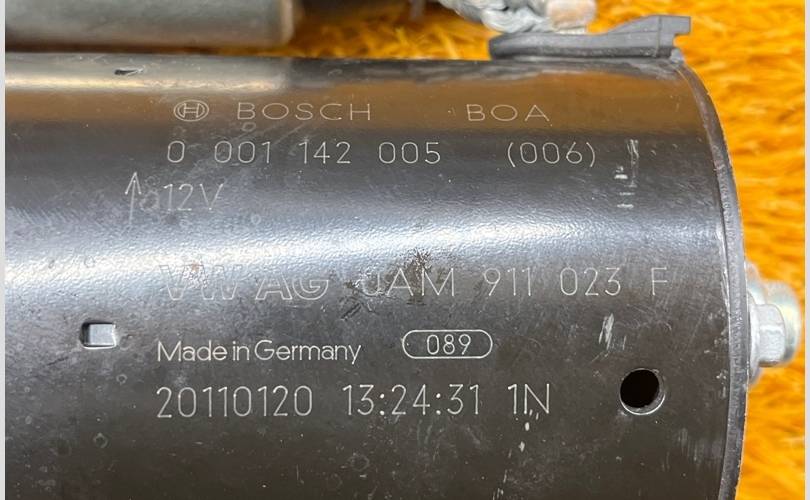 BOSCH BOA
0 001 142 005 (006)
12V
VW AG 0AM 911 023 F
Made in Germany 089
20110120 13:24:31 1N